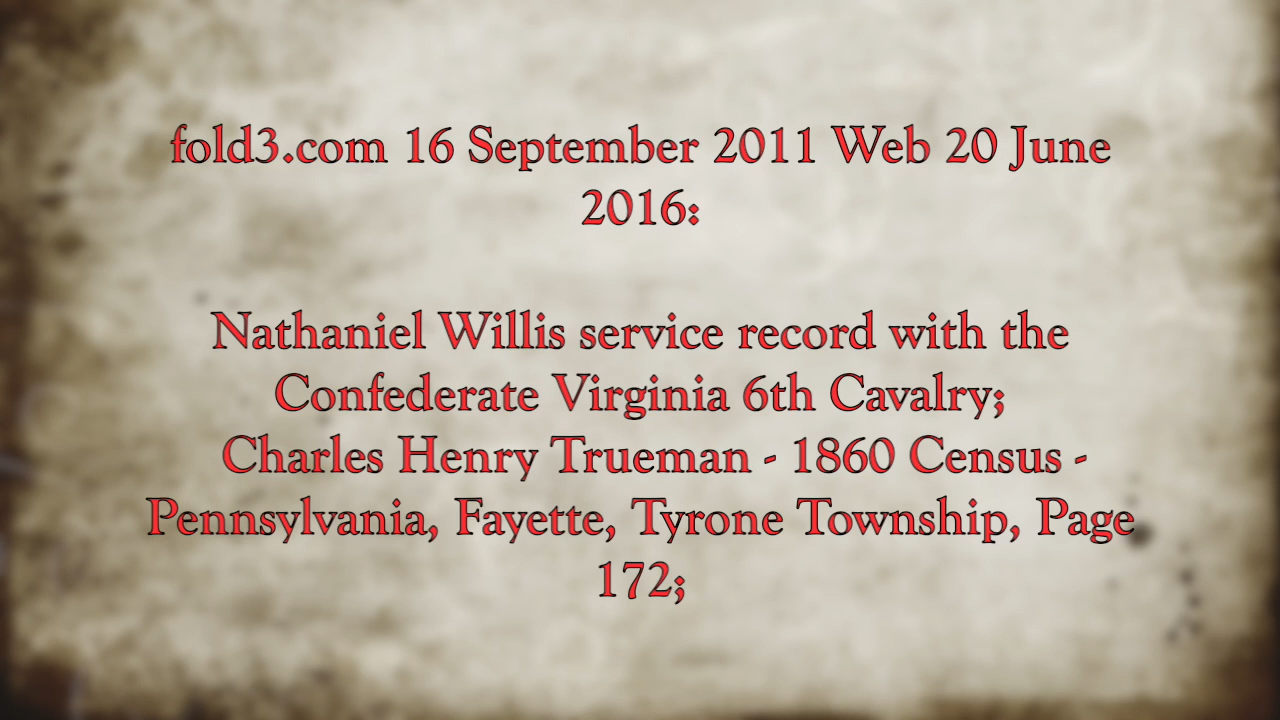 fold3.com 16 September 2011 Web 20 June
2016:
Nathaniel Willis service record with the
Confederate Virginia 6th Cavalry;
Charles Henry Trueman - 1860 Census -
Pennsylvania, Fayette, Tyrone Township, Page
172;